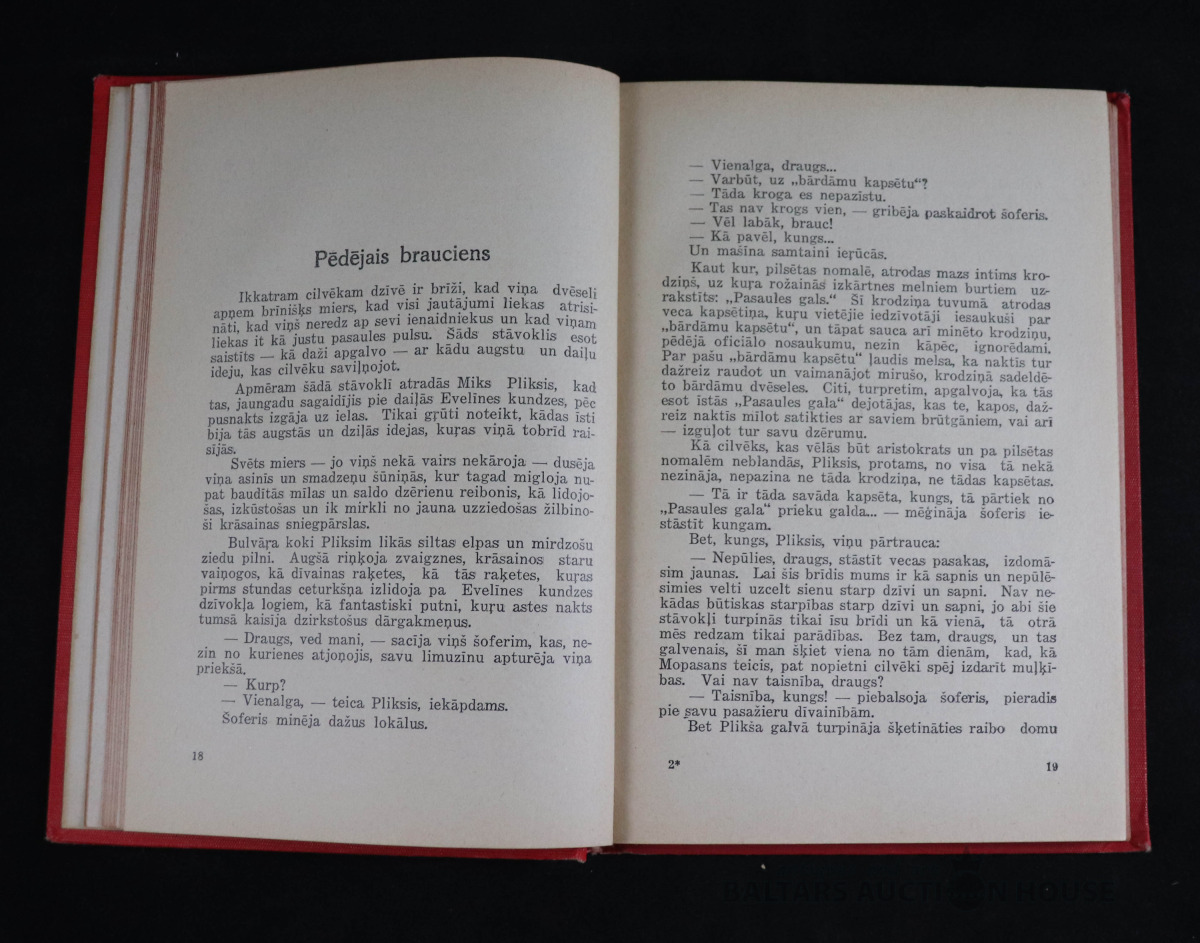 Pēdējais brauciens
Ikkatram cilvēkam dzīvē ir brīži, kad viņa dvēseli
apņem brīnišķs miers, kad visi jautājumi liekas atrisi-
nāti, kad viņš neredz ap sevi ienaidniekus un kad viņam
liekas it kā justu pasaules pulsu. Šāds stāvoklis esot
saistīts — kā daži apgalvo — ar kādu augstu un daiļu
ideju, kas cilvēku saviļņojot.
Apmēram šādā stāvoklī atradās Miks Pliksis, kad
tas, jaungadu sagaidījis pie daiļās Evelīnes kundzes, pēc
pusnakts izgāja uz ielas. Tikai grūti noteikt, kādas īsti
bija tās augstās un dziļās idejas, kuŗas viņā tobrīd rai-
sījās.
Svēts miers — jo viņš nekā vairs nekāroja — dusēja
viņa asinis un smadzeņu šūniņās, kur tagad migloja nu-
pat baudītās mīlas un saldo dzērienu reibonis, kā lidojo-
šas, izkūstošas un ik mirkli no jauna uzziedošas žilbino-
ši krāsainas sniegpārslas.
Bulvāŗa koki Pliksim likās siltas elpas un mirdzošu
ziedu pilni. Augšā riņķoja zvaigznes, krāsainos staru
vaiņogos, kā dīvainas raķetes, kā tās raķetes, kuŗas
pirms stundas ceturkšņa izlidoja pa Evelīnes kundzes
dzīvokļa logiem, kā fantastiski putni, kuŗu astes nakts
tumsā kaisīja dzirkstošus dārgakmeņus.
— Draugs, ved mani, — sacīja viņš šoferim, kas, ne-
zin no kurienes atjoņojis, savu limuzīnu apturēja viņa
priekšā.
— Kurp?
— Vienalga, — teica Pliksis, iekāpdams.
Šoferis minēja dažus lokālus.
18
— Vienalga, draugs...
— Varbūt, uz „bārdāmu kapsētu“?
— Tāda kroga es nepazīstu.
— Tas nav krogs vien, — gribēja paskaidrot šoferis.
— Vēl labāk, brauc!
— Kā pavēl, kungs...
Un mašīna samtaini ieŗūcās.
Kaut kur, pilsētas nomalē, atrodas mazs intims kro-
dziņš, uz kuŗa rožainās izkārtnes melniem burtiem uz-
rakstīts: „Pasaules gals.“ Šī krodziņa tuvumā atrodas
veca kapsētiņa, kuŗu vietējie iedzīvotāji iesaukuši par
„bārdāmu kapsētu“, un tāpat sauca arī minēto krodziņu,
pēdējā oficiālo nosaukumu, nezin kāpēc, ignorēdami.
Par pašu „bārdāmu kapsētu“ ļaudis melsa, ka naktīs tur
dažreiz raudot un vaimanājot mirušo, krodziņā sadeldē-
to bārdāmu dvēseles. Citi, turpretim, apgalvoja, ka tās
esot īstās „Pasaules gala“ dejotājas, kas te, kapos, daž-
reiz naktīs mīlot satikties ar saviem brūtgāniem, vai arī
— izguļot tur savu dzērumu.
Kā cilvēks, kas vēlās būt aristokrats un pa pilsētas
nomalēm neblandās, Pliksis, protams, no visa tā nekā
nezināja, nepazina ne tāda krodziņa, ne tādas kapsētas.
— Tā ir tāda savāda kapsēta, kungs, tā pārtiek no
„Pasaules gala“ prieku galda... — mēģināja šoferis ie-
stāstīt kungam.
Bet, kungs, Pliksis, viņu pārtrauca:
— Nepūlies, draugs, stāstīt vecas pasakas, izdomā-
sim jaunas. Lai šis brīdis mums ir kā sapnis un nepūlē-
simies velti uzcelt sienu starp dzīvi un sapni. Nav ne-
kādas būtiskas starpības starp dzīvi un sapni, jo abi šie
stāvokļi turpinās tikai īsu brīdi un kā vienā, tā otrā
mēs redzam tikai parādības. Bez tam, draugs, un tas
galvenais, šī man šķiet viena no tām dienām, kad, kā
Mopasans teicis, pat nopietni cilvēki spēj izdarīt muļķī-
bas. Vai nav taisnība, draugs?
— Taisnība, kungs! — piebalsoja šoferis, pieradis
pie savu pasažieru dīvainībām.
Bet Plikša galvā turpināja šķetināties raibo domu
2*
19
BALTARS AUCTION HOUSE